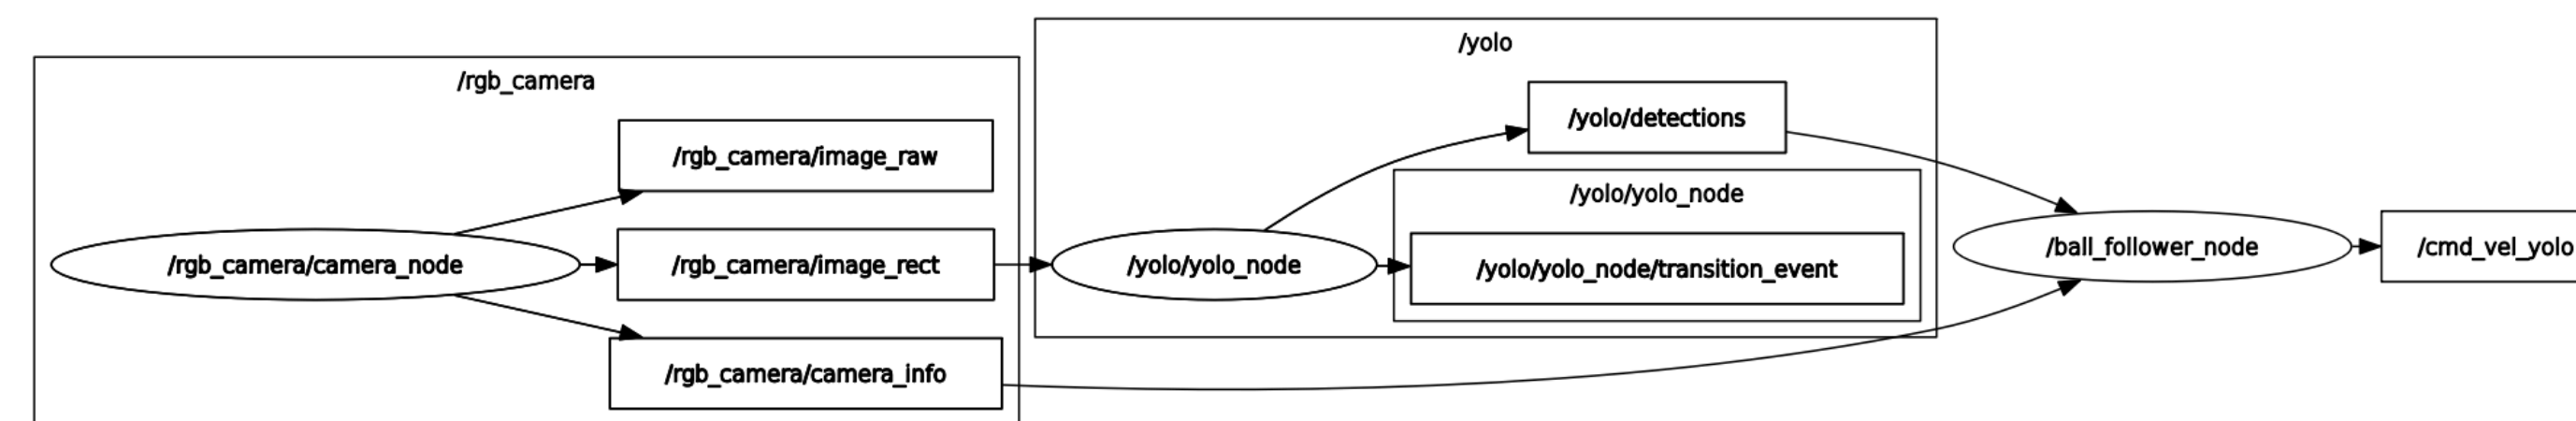 /rgb_camera
/rgb_camera/camera_node
/rgb_camera/image_raw
/rgb_camera/image_rect
/rgb_camera/camera_info
/yolo
/yolo/yolo_node
/yolo/detections
/yolo/yolo_node
/yolo/yolo_node/transition_event
/ball_follower_node
/cmd_vel_yolo